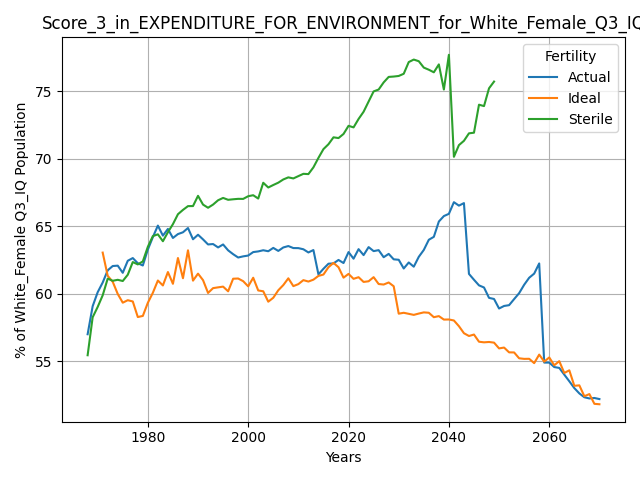 Score_3_in_EXPENDITURE_FOR_ENVIRONMENT_for_White_Female_Q3_IQ
Fertility
Actual
Ideal
Sterile
% of White_Female Q3_IQ Population
75
70
65
60
55
1980
2000
2020
2040
2060
Years